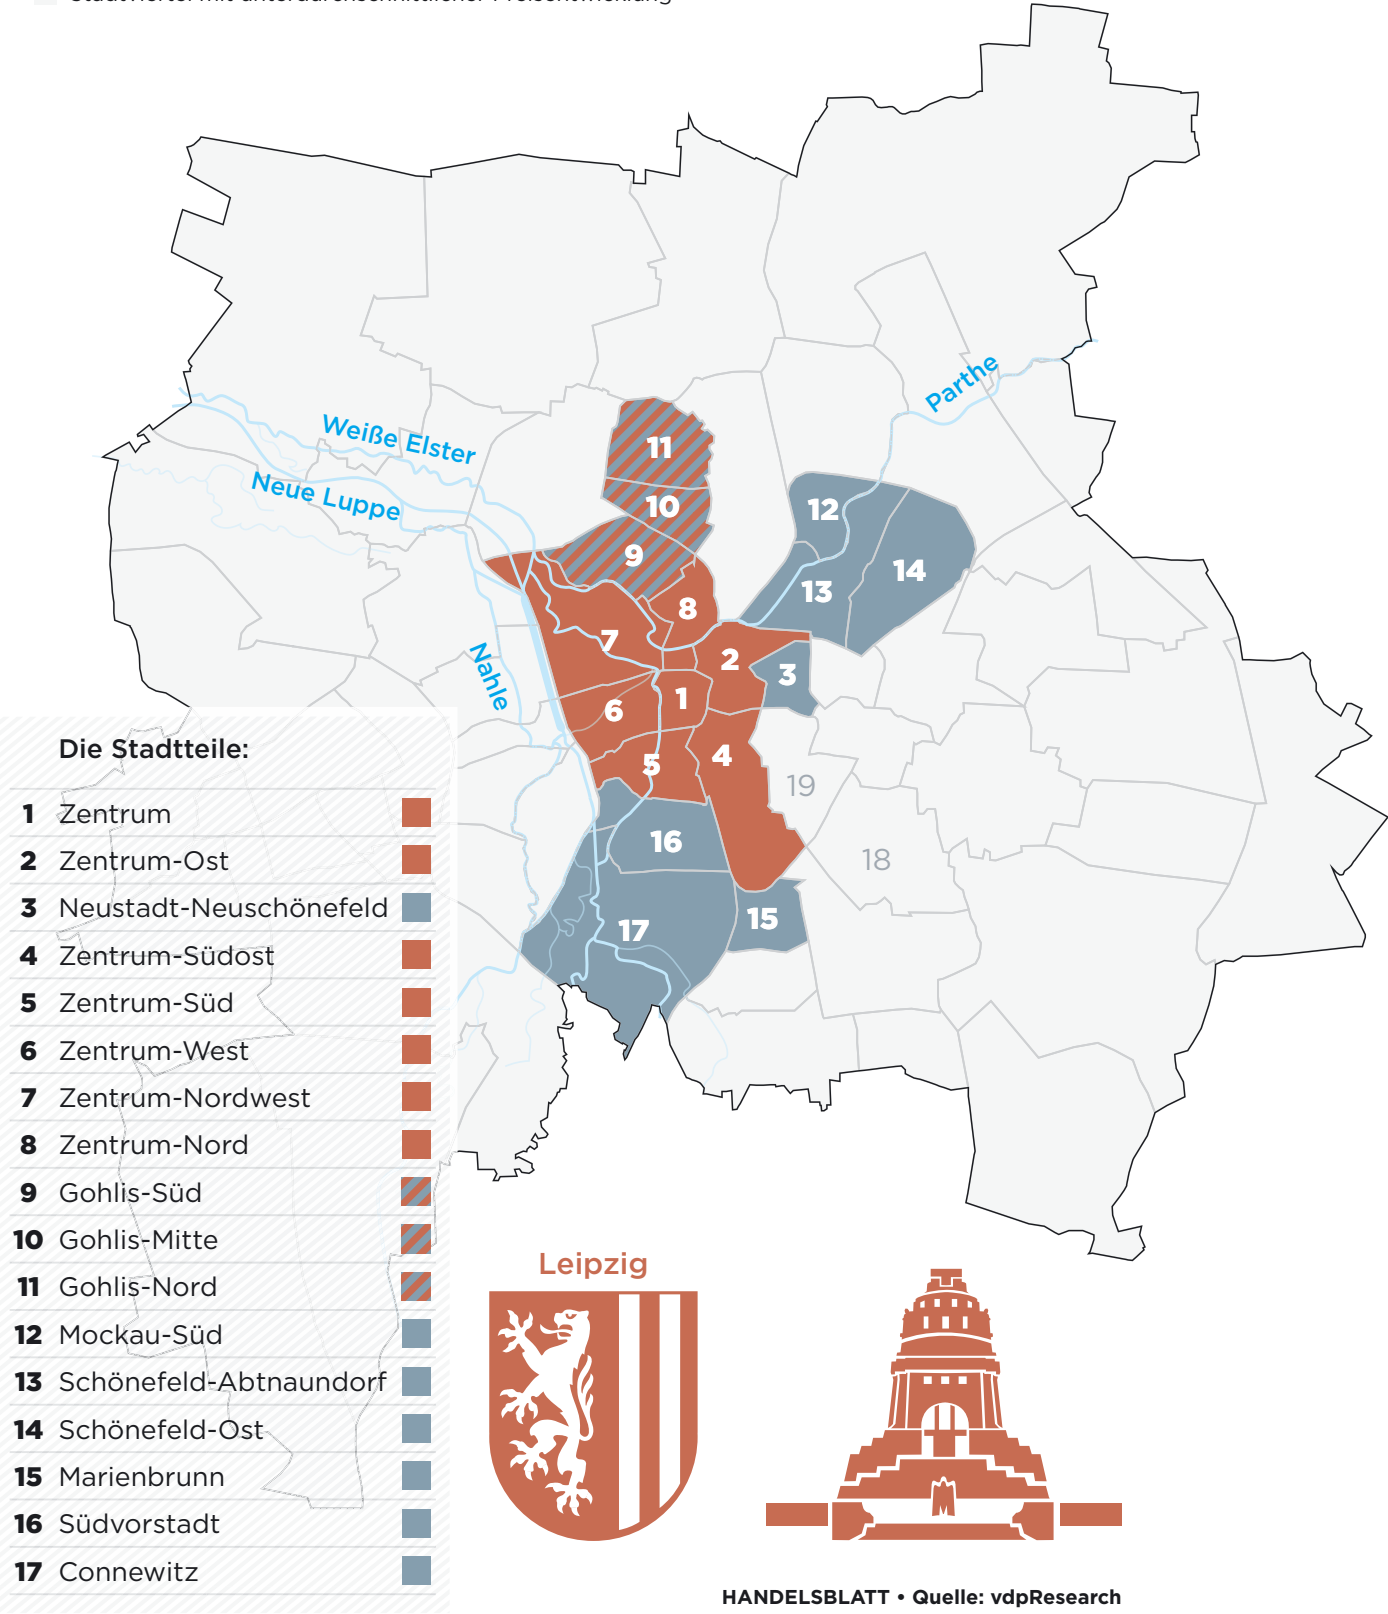 Stadtviertel mit unterdurchschnittlicher Preisentwicklung
Parthe
Weiße Elster
Neue Luppe
Nahle
11
10
9
12
14
13
8
7
2
3
1
6
4
5
19
16
18
15
17
Die Stadtteile:
1 Zentrum
2 Zentrum-Ost
3 Neustadt-Neuschönefeld
4 Zentrum-Südost
5 Zentrum-Süd
6 Zentrum-West
7 Zentrum-Nordwest
8 Zentrum-Nord
9 Gohlis-Süd
10 Gohlis-Mitte
11 Gohlis-Nord
12 Mockau-Süd
13 Schönefeld-Abtnaundorf
14 Schönefeld-Ost
15 Marienbrunn
16 Südvorstadt
17 Connewitz
Leipzig
HANDELSBLATT • Quelle: vdpResearch